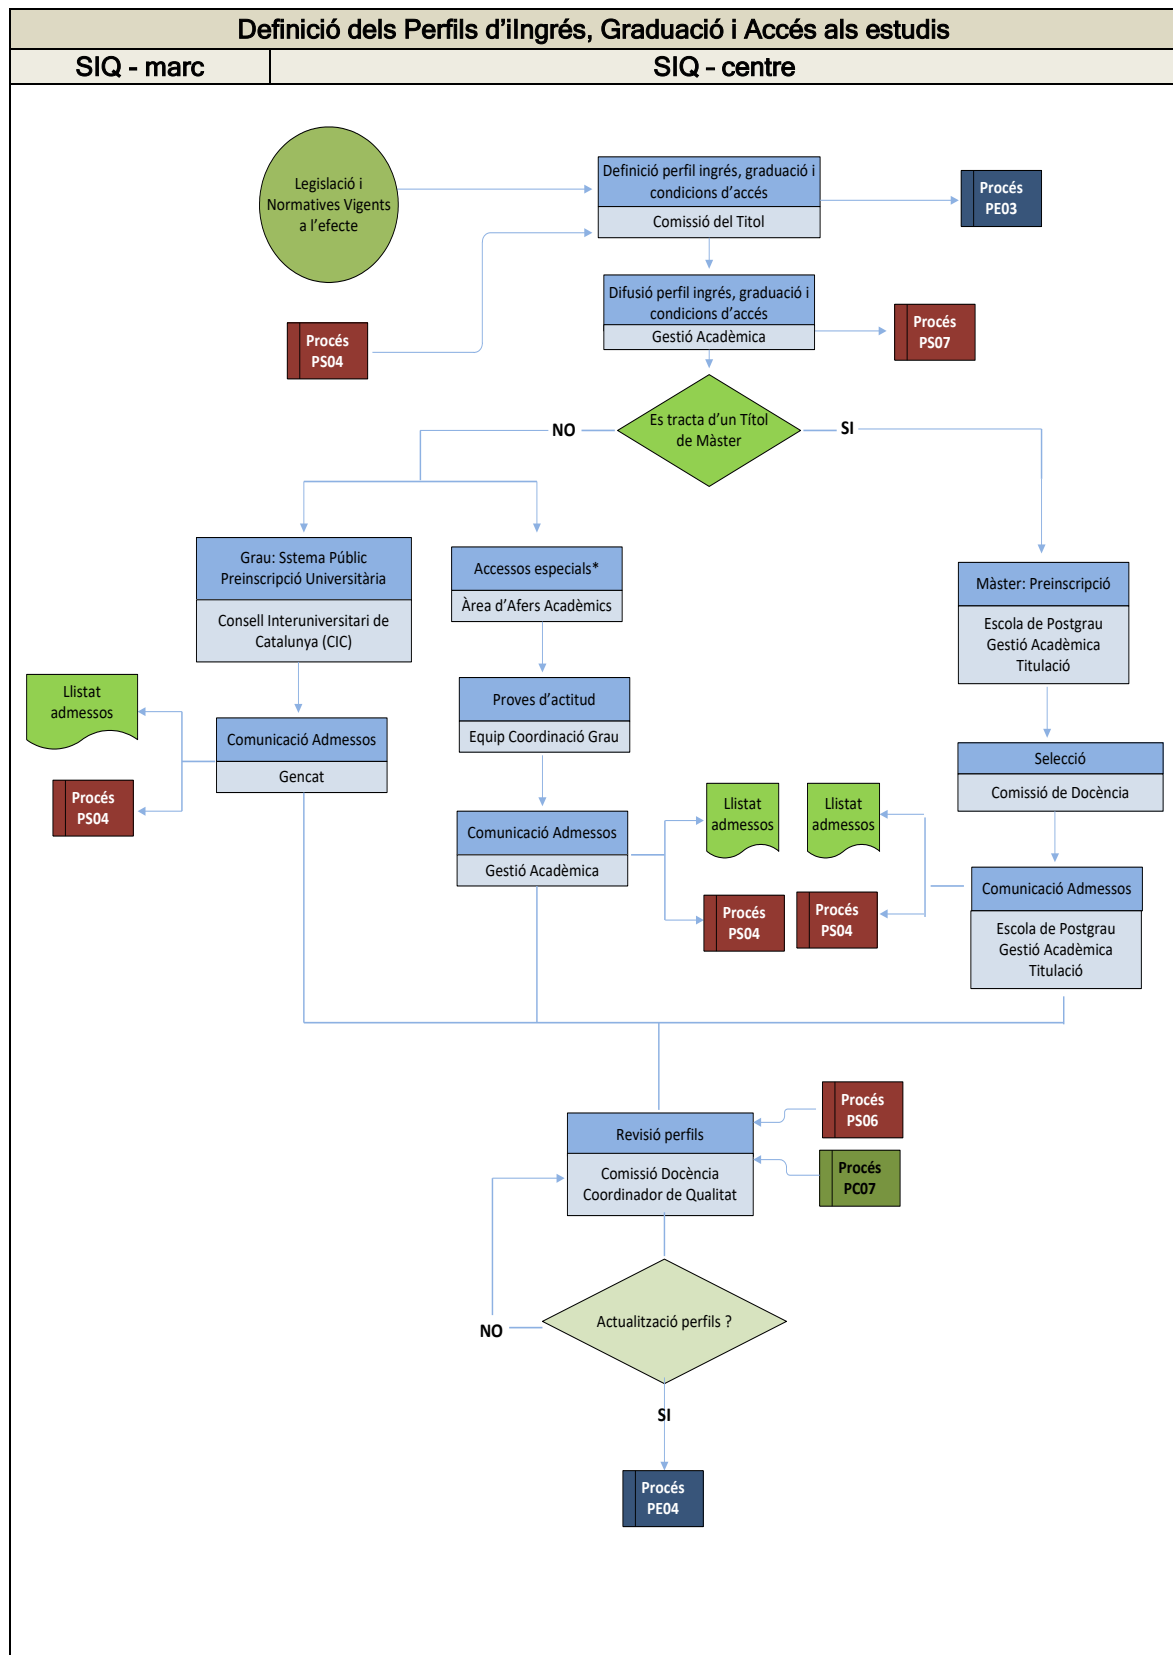 Definició dels Perfils d’iIngrés, Graduació i Accés als estudis
SIQ - marc
SIQ - centre
Legislació i
Normatives Vigents
a l’efecte
Definició perfil ingrés, graduació i
condicions d’accés
Comissió del Titol
Procés
PE03
Procés
PS04
Difusió perfil ingrés, graduació i
condicions d’accés
Gestió Acadèmica
Procés
PS07
Es tracta d’un Títol
de Màster
NO
SI
Grau: Sstema Públic
Preinscripció Universitària
Consell Interuniversitari de
Catalunya (CIC)
Accessos especials*
Àrea d’Afers Acadèmics
Màster: Preinscripció
Escola de Postgrau
Gestió Acadèmica
Titulació
Llistat
admessos
Comunicació Admessos
Gencat
Procés
PS04
Proves d’actitud
Equip Coordinació Grau
Selecció
Comissió de Docència
Comunicació Admessos
Gestió Acadèmica
Llistat
admessos
Llistat
admessos
Procés
PS04
Procés
PS04
Comunicació Admessos
Escola de Postgrau
Gestió Acadèmica
Titulació
Revisió perfils
Comissió Docència
Coordinador de Qualitat
Procés
PS06
Procés
PC07
Actualització perfils ?
NO
SI
Procés
PE04